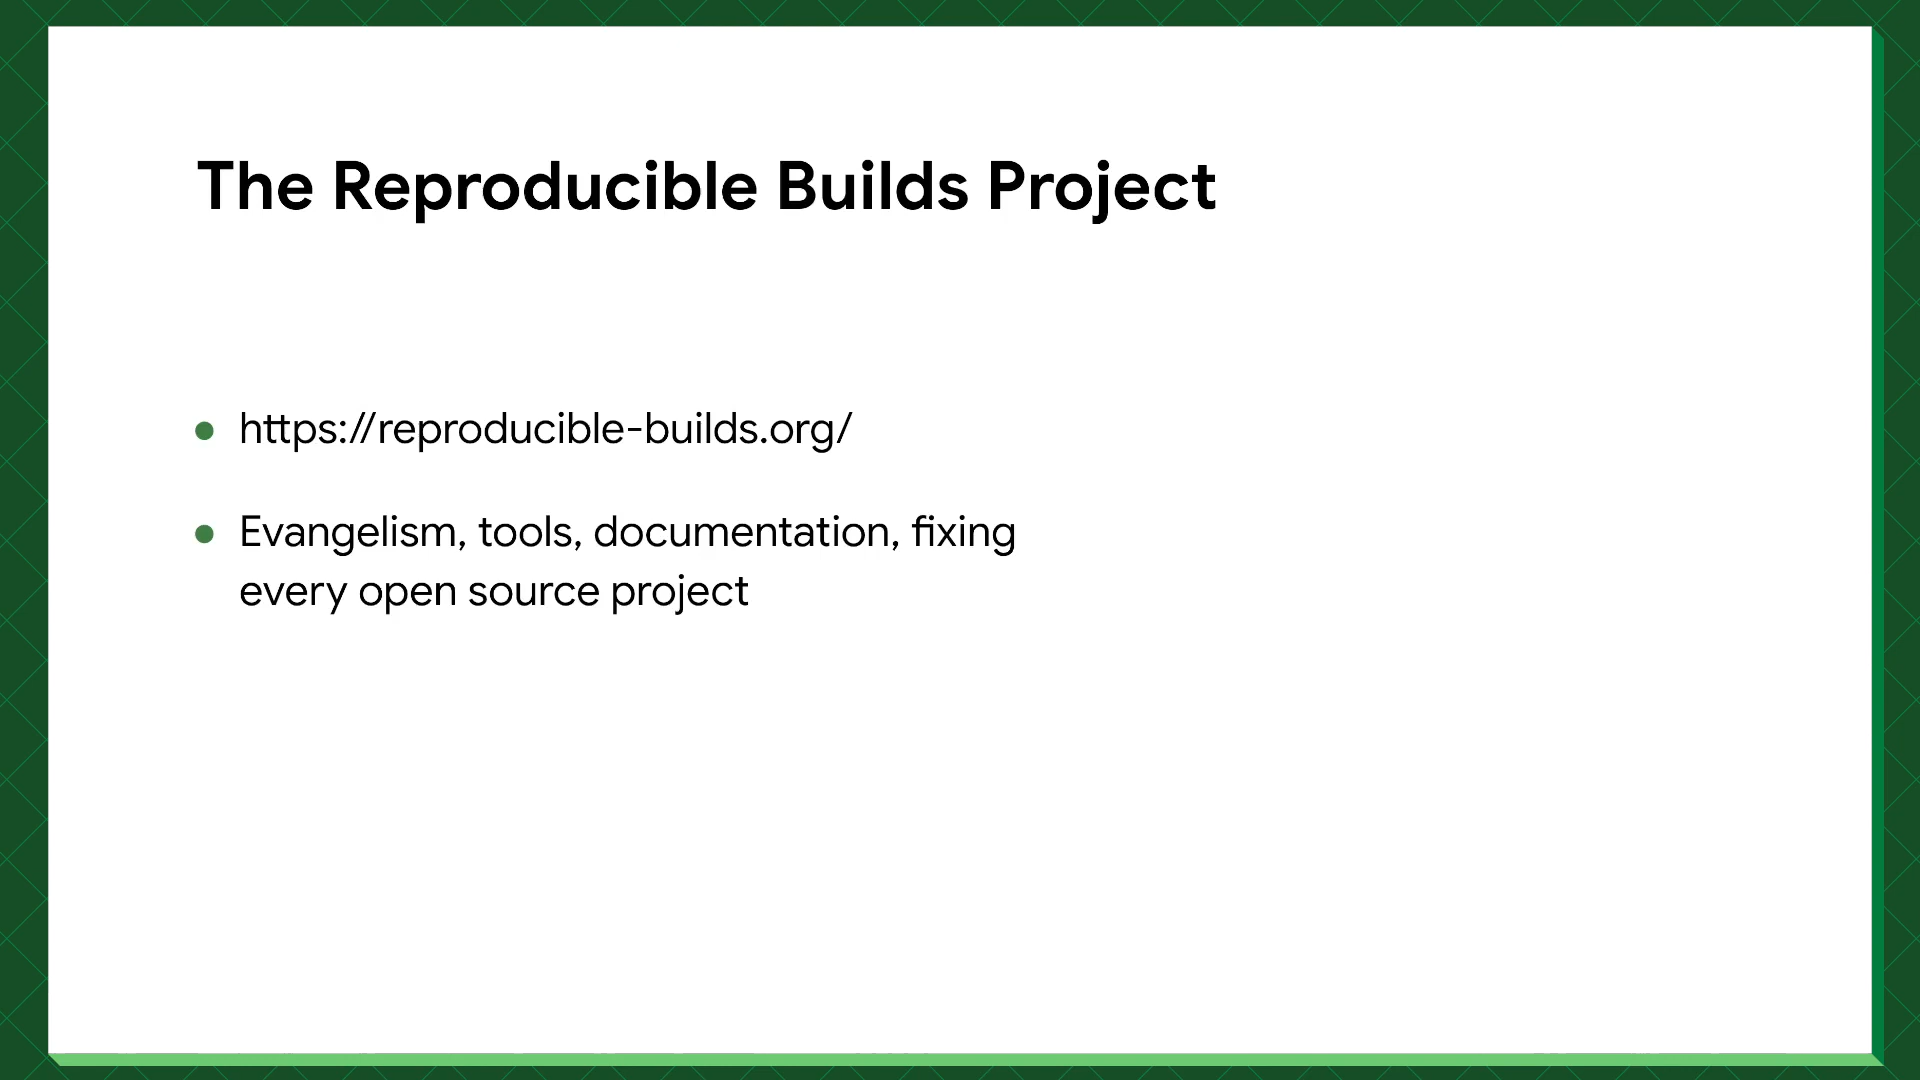 The Reproducible Builds Project
https://reproducible-builds.org/
Evangelism, tools, documentation, fixing
every open source project